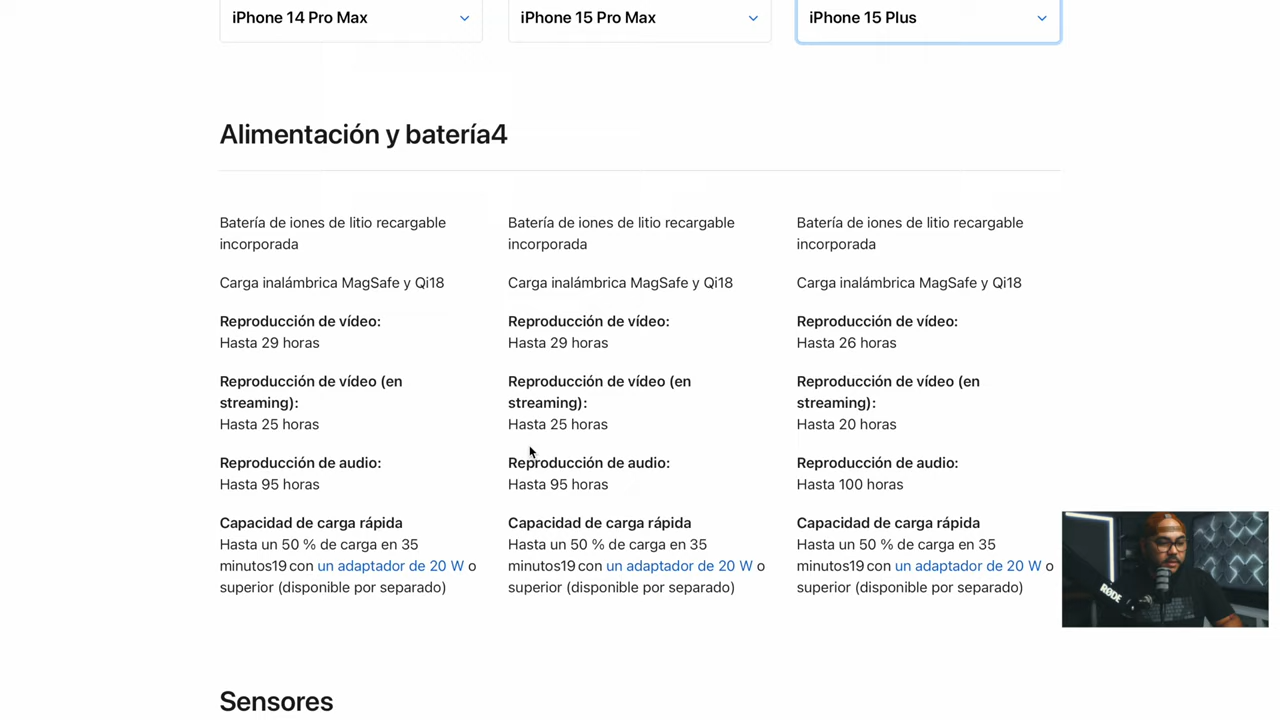 iPhone 14 Pro Max
iPhone 15 Pro Max
iPhone 15 Plus
Alimentación y batería4
Batería de iones de litio recargable
incorporada
Carga inalámbrica MagSafe y Qi18
Reproducción de vídeo:
Hasta 29 horas
Reproducción de vídeo (en
streaming):
Hasta 25 horas
Reproducción de audio:
Hasta 95 horas
Capacidad de carga rápida
Hasta un 50 % de carga en 35
minutos19 con un adaptador de 20 W o
superior (disponible por separado)
Batería de iones de litio recargable
incorporada
Carga inalámbrica MagSafe y Qi18
Reproducción de vídeo:
Hasta 29 horas
Reproducción de vídeo (en
streaming):
Hasta 25 horas
Reproducción de audio:
Hasta 95 horas
Capacidad de carga rápida
Hasta un 50 % de carga en 35
minutos19 con un adaptador de 20 W o
superior (disponible por separado)
Batería de iones de litio recargable
incorporada
Carga inalámbrica MagSafe y Qi18
Reproducción de vídeo:
Hasta 26 horas
Reproducción de vídeo (en
streaming):
Hasta 20 horas
Reproducción de audio:
Hasta 100 horas
Capacidad de carga rápida
Hasta un 50 % de carga en 35
minutos19 con un adaptador de 20 W o
superior (disponible por separado)
RØDE
Sensores